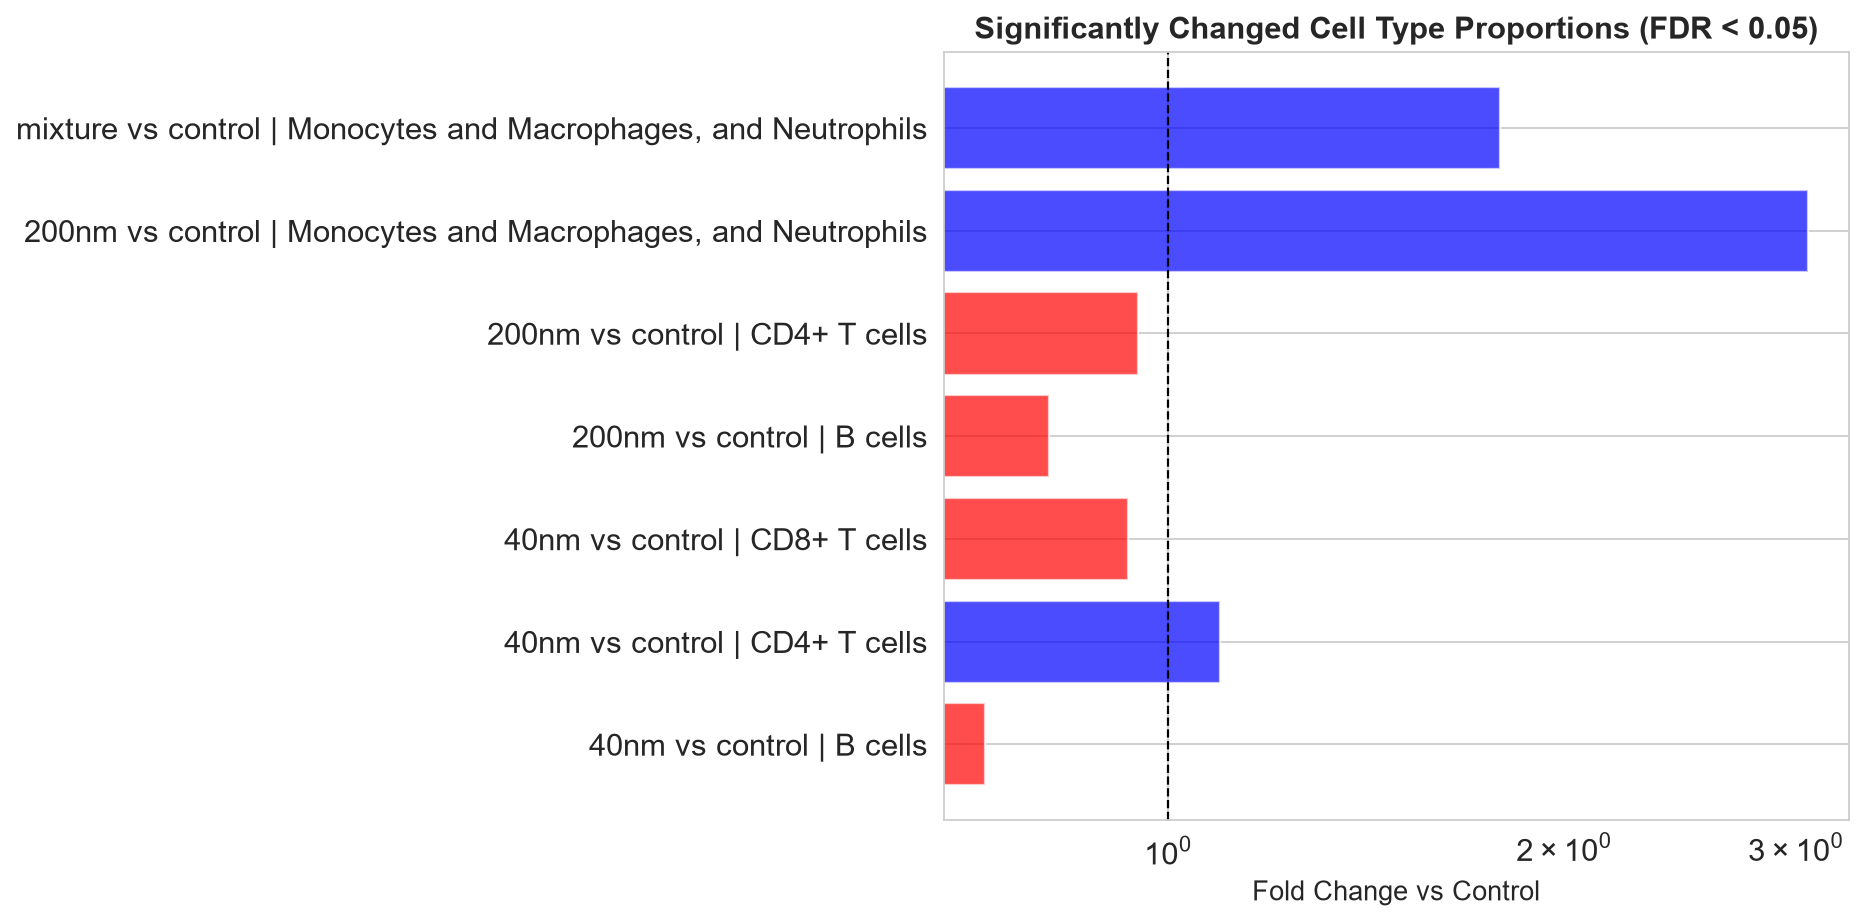 Significantly Changed Cell Type Proportions (FDR < 0.05)
mixture vs control | Monocytes and Macrophages, and Neutrophils
200nm vs control | Monocytes and Macrophages, and Neutrophils
200nm vs control | CD4+ T cells
200nm vs control | B cells
40nm vs control | CD8+ T cells
40nm vs control | CD4+ T cells
40nm vs control | B cells
10⁰ 2 × 10⁰ 3 × 10⁰
Fold Change vs Control